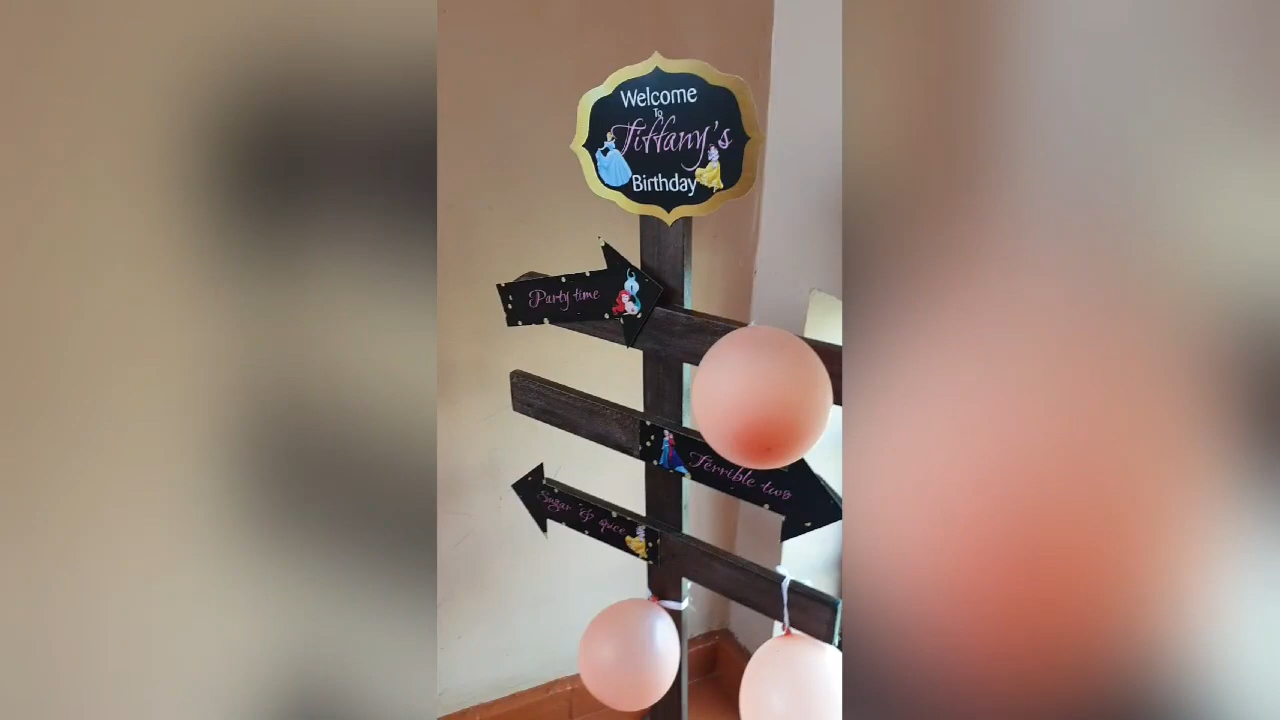 Welcome
To
Tiffany's
Birthday
Party time
Terrible two
Sugar & spice